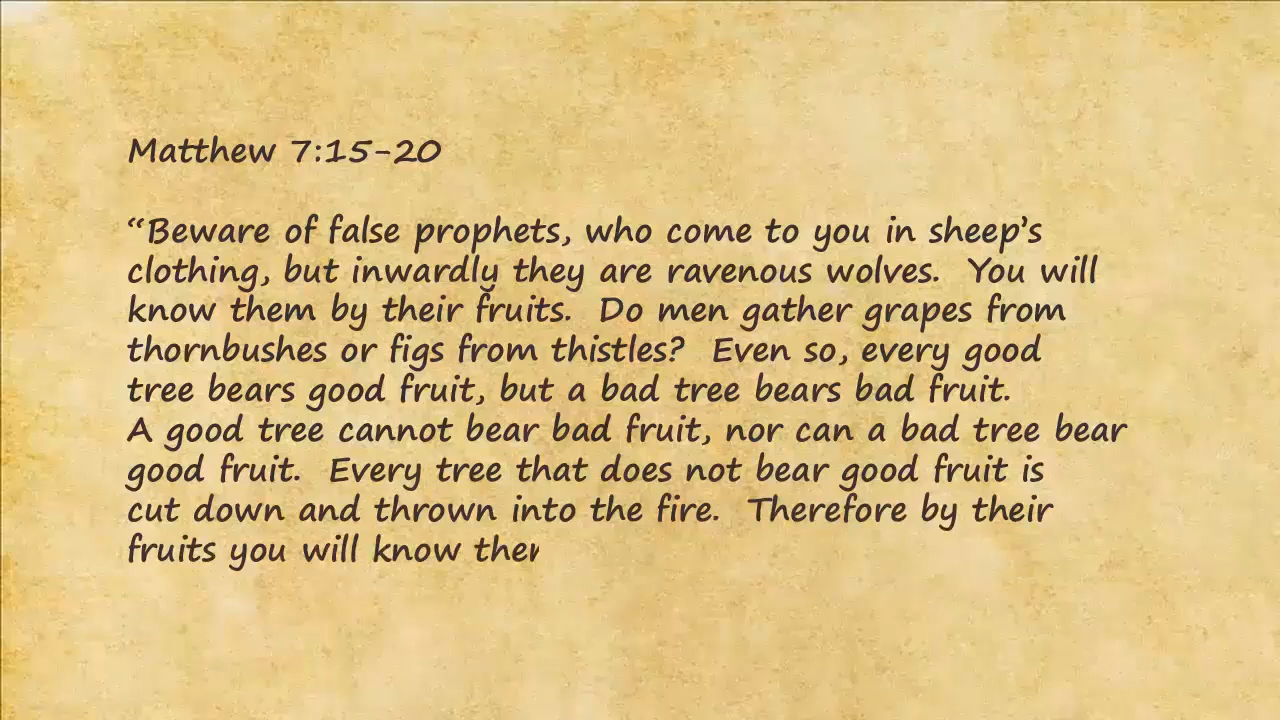 Matthew 7:15-20
“Beware of false prophets, who come to you in sheep’s
clothing, but inwardly they are ravenous wolves.  You will
know them by their fruits.  Do men gather grapes from
thornbushes or figs from thistles?  Even so, every good
tree bears good fruit, but a bad tree bears bad fruit.
A good tree cannot bear bad fruit, nor can a bad tree bear
good fruit.  Every tree that does not bear good fruit is
cut down and thrown into the fire.  Therefore by their
fruits you will know